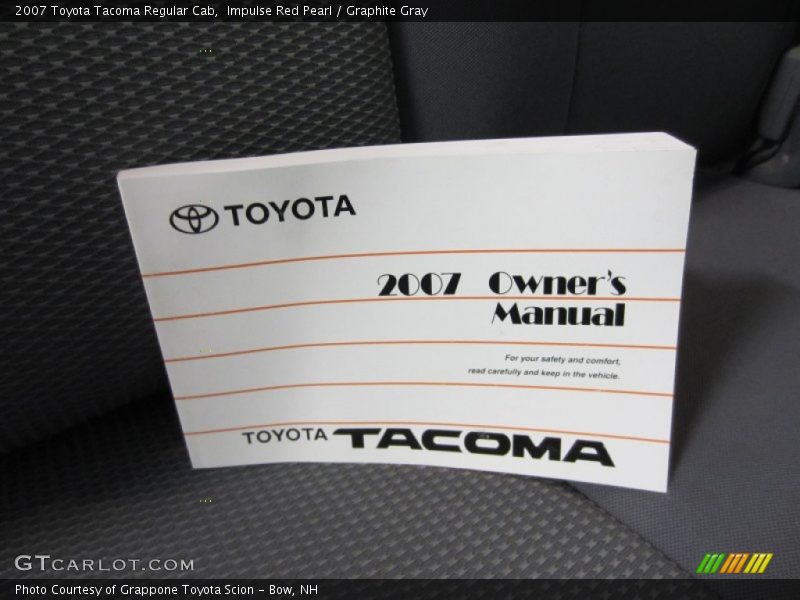 2007 Toyota Tacoma Regular Cab,  Impulse Red Pearl / Graphite Gray
TOYOTA
2007 Owner's
Manual
For your safety and comfort,
read carefully and keep in the vehicle.
TOYOTA TACOMA
GTCARLOT.COM
Photo Courtesy of Grappone Toyota Scion - Bow, NH